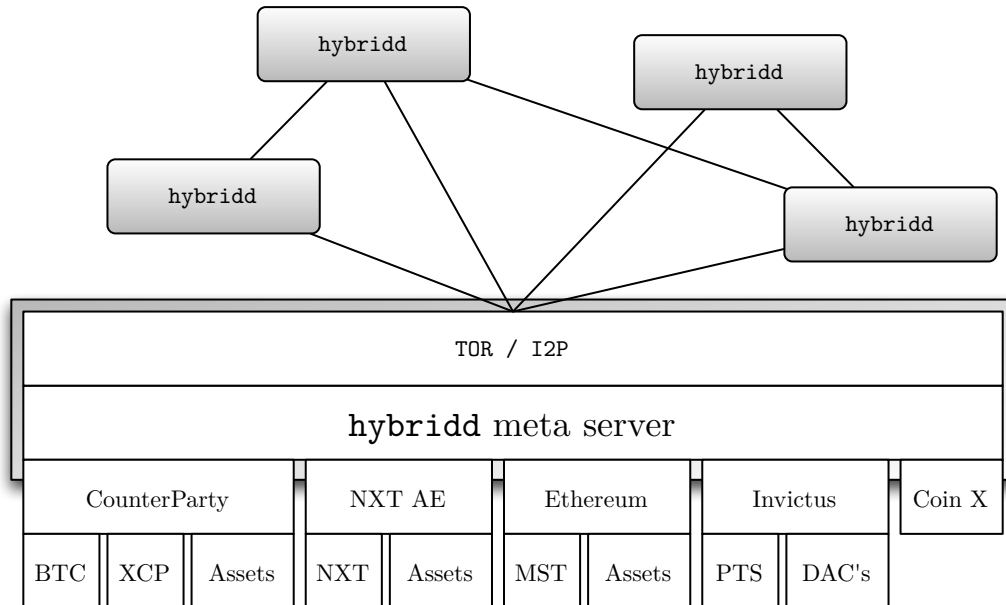 hybridd
hybridd
hybridd
hybridd
TOR / I2P
hybridd meta server
CounterParty NXT AE Ethereum Invictus Coin X
BTC XCP Assets NXT Assets MST Assets PTS DAC's